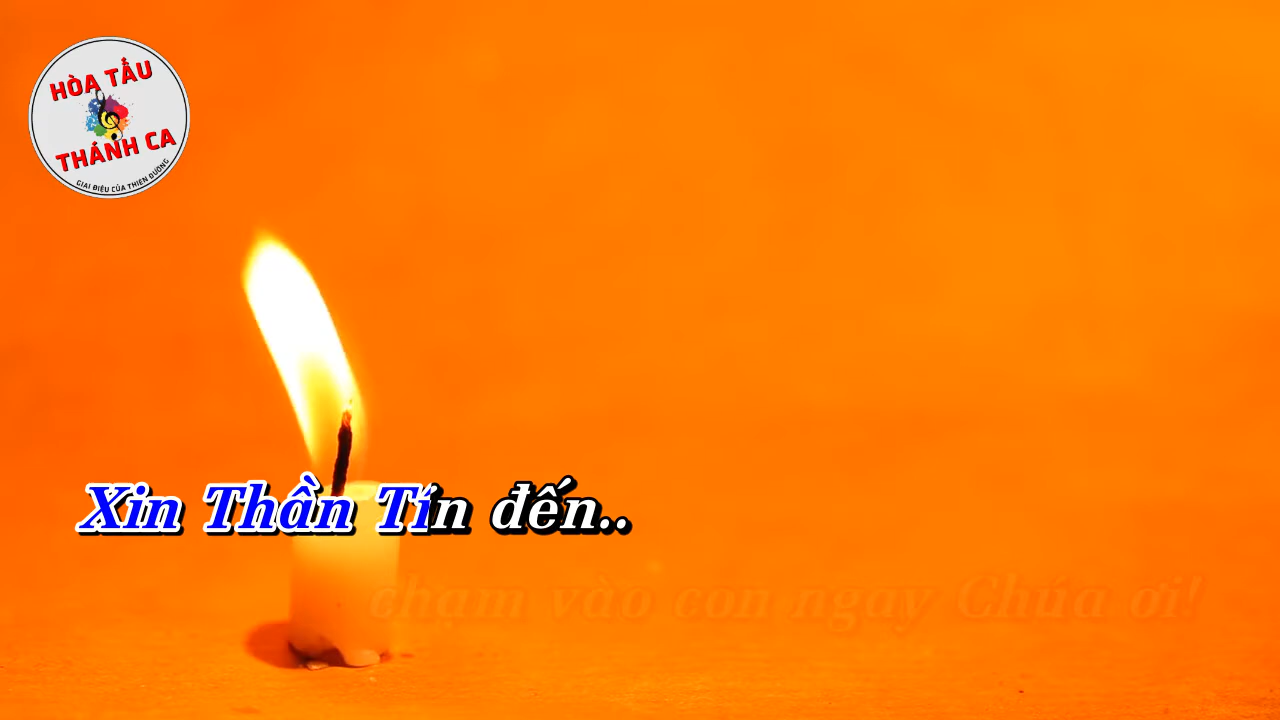 HÒA TẤU
THÁNH CA
GIAI ĐIỆU CỦA THIÊN ĐƯỜNG
Xin Thần Tín đến..
chạm vào con ngay Chúa ơi!